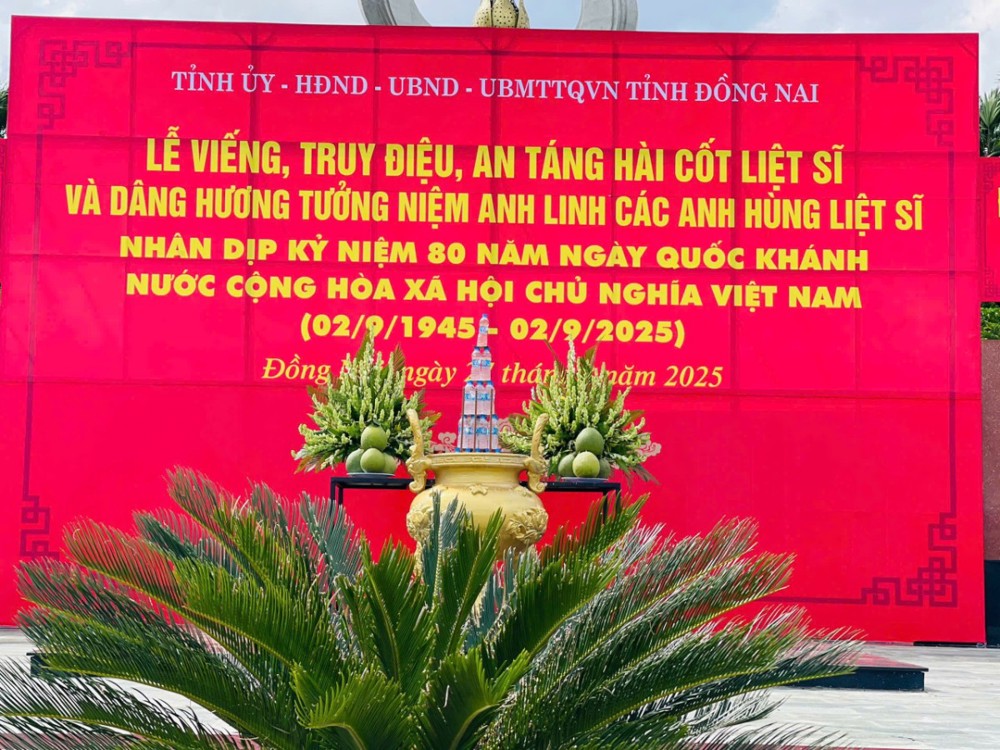 TỈNH ỦY - HĐND - UBND - UBMTTQVN TỈNH ĐỒNG NAI
LỄ VIẾNG, TRUY ĐIỆU, AN TÁNG HÀI CỐT LIỆT SĨ
VÀ DÂNG HƯƠNG TƯỞNG NIỆM ANH LINH CÁC ANH HÙNG LIỆT SĨ
NHÂN DỊP KỶ NIỆM 80 NĂM NGÀY QUỐC KHÁNH
NƯỚC CỘNG HÒA XÃ HỘI CHỦ NGHĨA VIỆT NAM
(02/9/1945 - 02/9/2025)
Đồng ngày năm 2025